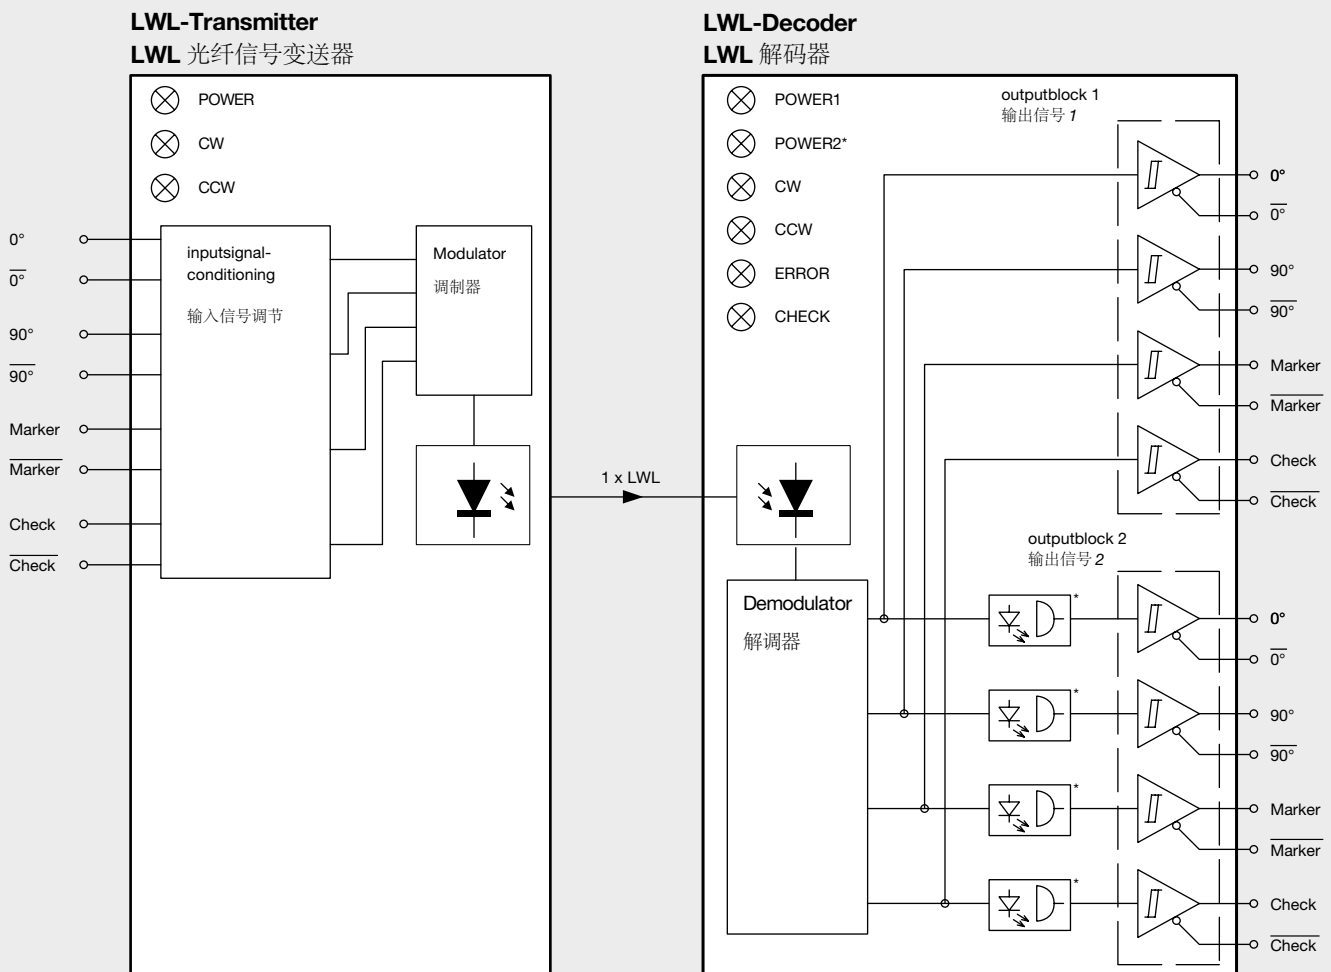 LWL-Transmitter
LWL 光纤信号变送器
POWER
CW
CCW
0°
0°
90°
90°
Marker
Marker
Check
Check
inputsignal-
conditioning
输入信号调节
Modulator
调制器
1 x LWL
LWL-Decoder
LWL 解码器
POWER1
POWER2*
CW
CCW
ERROR
CHECK
Demodulator
解调器
outputblock 1
输出信号 1
0°
0°
90°
90°
Marker
Marker
Check
Check
outputblock 2
输出信号 2
*
0°
0°
*
90°
90°
*
Marker
Marker
*
Check
Check